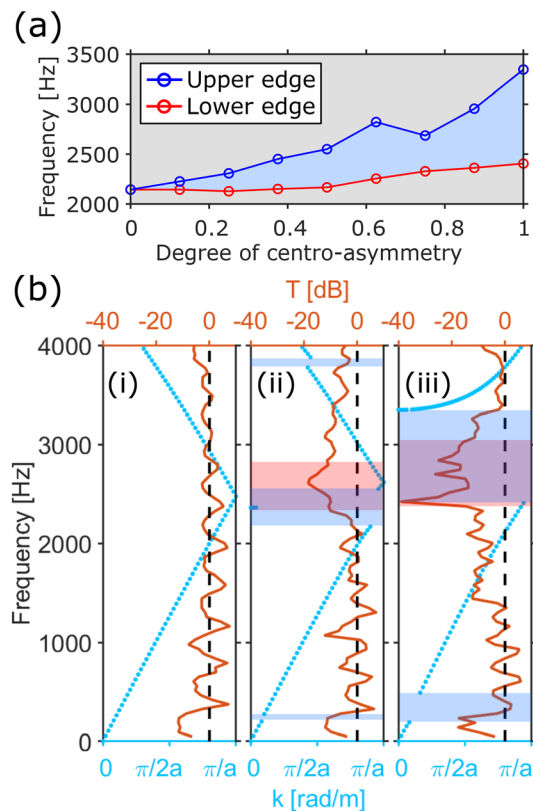 (a)
Frequency [Hz]
3500
3000
2500
2000
Upper edge
Lower edge
0 0.2 0.4 0.6 0.8 1
Degree of centro-asymmetry
(b)
T [dB]
-40 -20 0 -40 -20 0 -40 -20 0
(i) (ii) (iii)
Frequency [Hz]
4000
3000
2000
1000
0
0 π/2a π/a 0 π/2a π/a 0 π/2a π/a
k [rad/m]